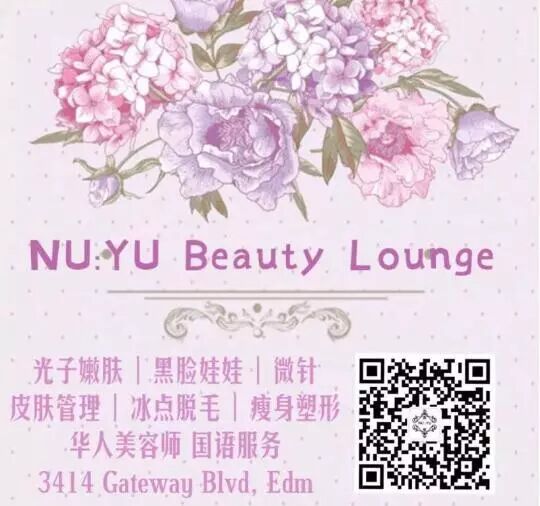 NU:YU Beauty Lounge
光子嫩肤 | 黑脸娃娃 | 微针
皮肤管理 | 冰点脱毛 | 瘦身塑形
华人美容师 国语服务
3414 Gateway Blvd, Edm